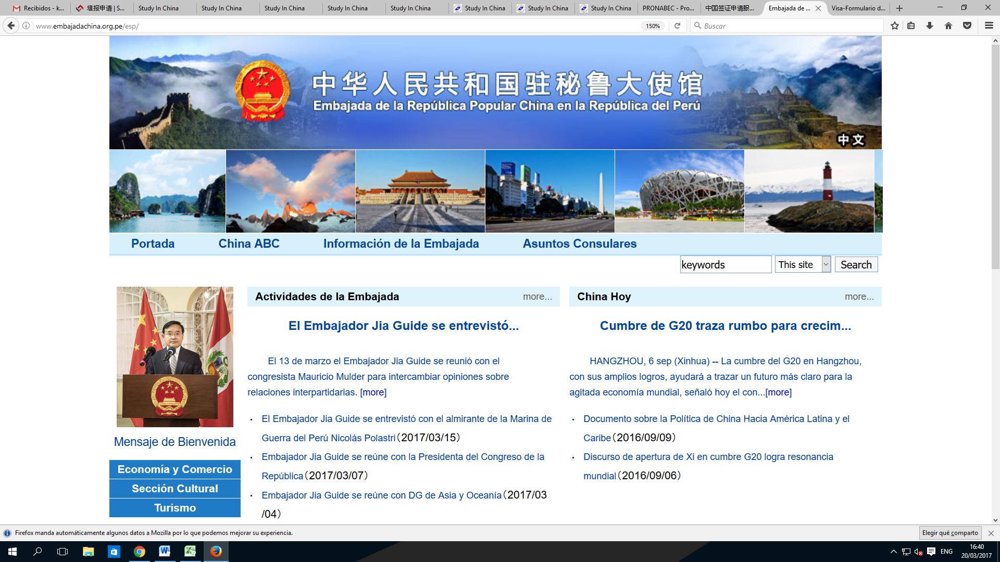 Recibidos - k...
填报申请 | S...
Study In China
Study In China
Study In China
Study In China
Study In China
Study In China
Study In China
Study In China
PRONABEC - Pro...
中国签证申请服...
Embajada de ...
Visa-Formulario d...
www.embajadachina.org.pe/esp/
150%
Buscar
中华人民共和国驻秘鲁大使馆
Embajada de la República Popular China en la República del Perú
中文
Portada
China ABC
Información de la Embajada
Asuntos Consulares
keywords
This site
Search
Mensaje de Bienvenida
Economía y Comercio
Sección Cultural
Turismo
Actividades de la Embajada
more...
El Embajador Jia Guide se entrevistó...
El 13 de marzo el Embajador Jia Guide se reunió con el
congresista Mauricio Mulder para intercambiar opiniones sobre
relaciones interpartidarias. [more]
El Embajador Jia Guide se entrevistó con el almirante de la Marina de
Guerra del Perú Nicolás Polastri（2017/03/15）
Embajador Jia Guide se reúne con la Presidenta del Congreso de la
República（2017/03/07）
Embajador Jia Guide se reúne con DG de Asia y Oceanía（2017/03
/04）
China Hoy
more...
Cumbre de G20 traza rumbo para crecim...
HANGZHOU, 6 sep (Xinhua) -- La cumbre del G20 en Hangzhou,
con sus amplios logros, ayudará a trazar un futuro más claro para la
agitada economía mundial, señaló hoy el con...[more]
Documento sobre la Política de China Hacia América Latina y el
Caribe（2016/09/09）
Discurso de apertura de Xi en cumbre G20 logra resonancia
mundial（2016/09/06）
Firefox manda automáticamente algunos datos a Mozilla por lo que podemos mejorar su experiencia.
Elegir qué comparto
ENG
16:40
20/03/2017